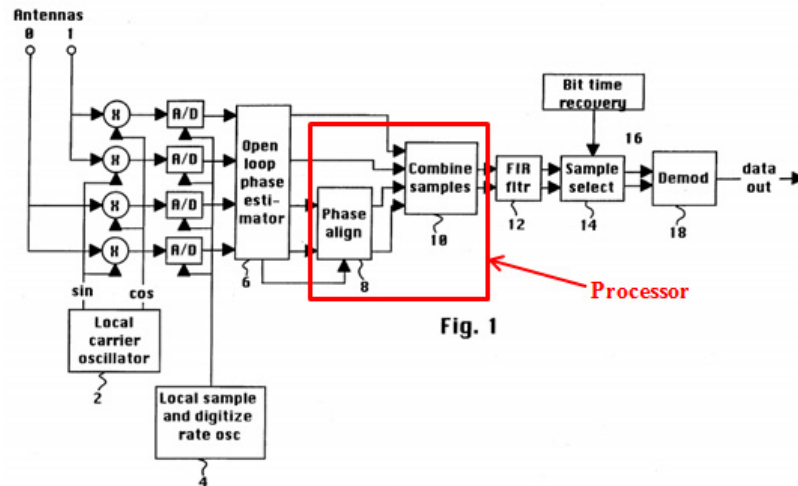 Antennas
0 1
X
A/D
X
A/D
X
A/D
X
A/D
sin cos
Local
carrier
oscillator
2
Local sample
and digitize
rate osc
4
Open
loop
phase
esti-
mator
6
Phase
align
8
Combine
samples
10
Processor
FIR
fltr
12
Bit time
recovery
Sample
select
14
16
Demod
18
data
out
Fig. 1